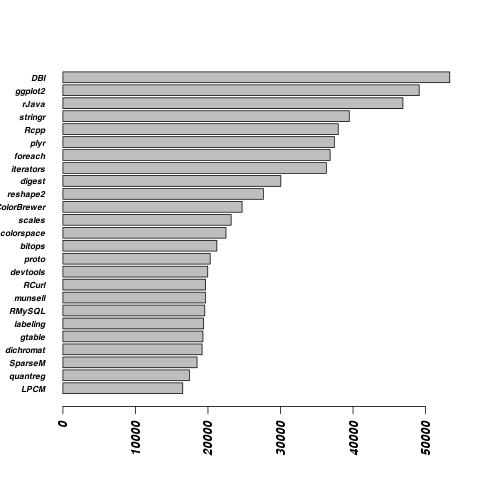 DBI
ggplot2
rJava
stringr
Rcpp
plyr
foreach
iterators
digest
reshape2
ColorBrewer
scales
colorspace
bitops
proto
devtools
RCurl
munsell
RMySQL
labeling
gtable
dichromat
SparseM
quantreg
LPCM
0 10000 20000 30000 40000 50000